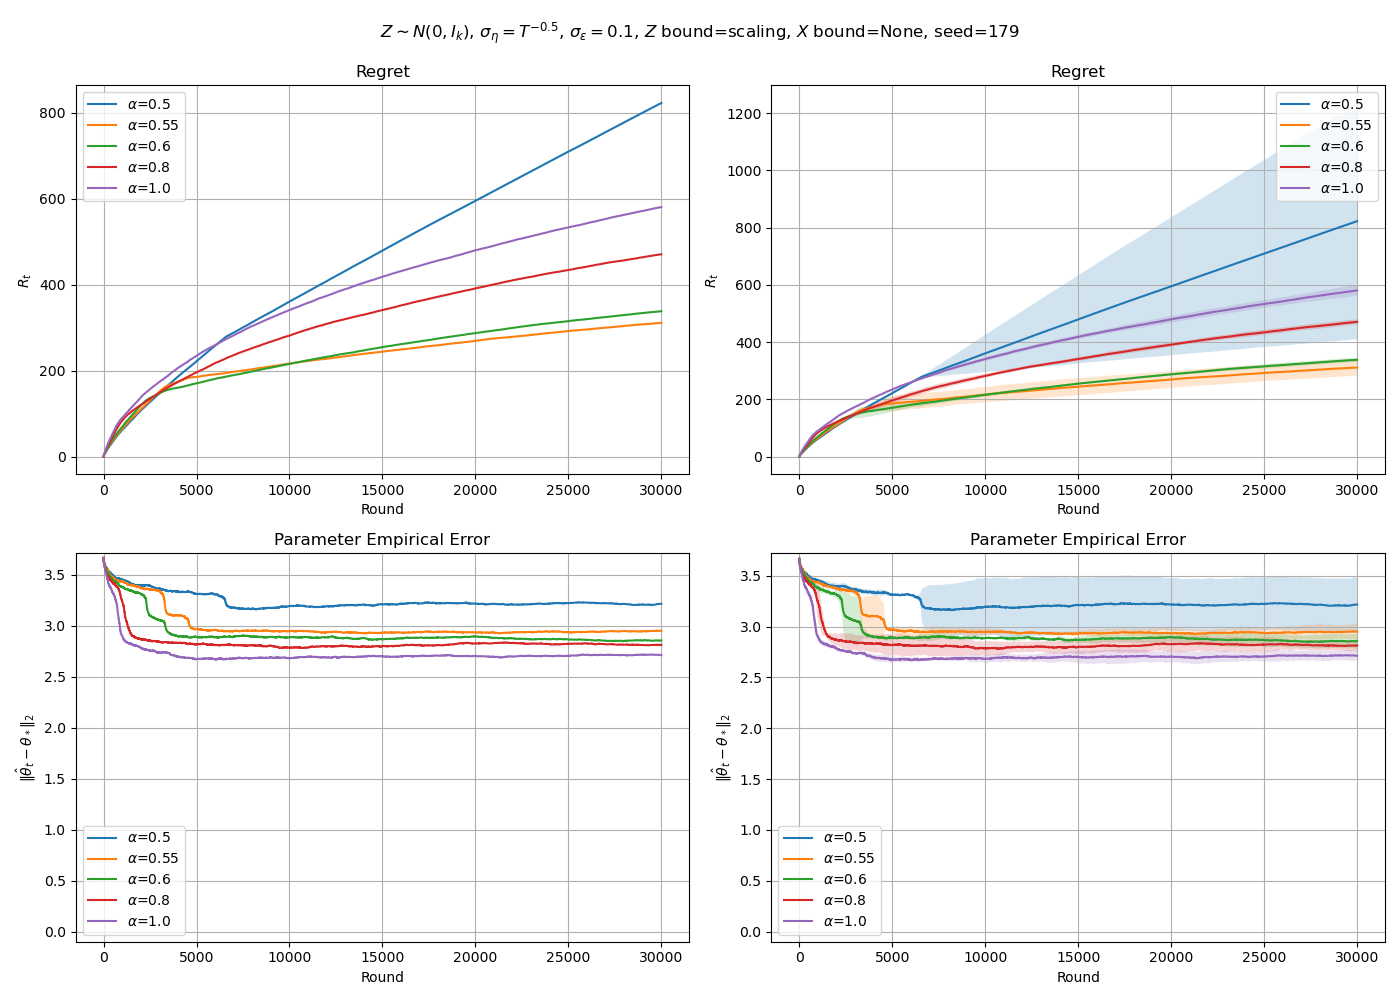 Z ∼ N(0, I_k), σ_η = T^{−0.5}, σ_ε = 0.1, Z bound=scaling, X bound=None, seed=179
Regret
R_t
800
600
400
200
0
α=0.5
α=0.55
α=0.6
α=0.8
α=1.0
0 5000 10000 15000 20000 25000 30000
Round
Regret
R_t
1200
1000
800
600
400
200
0
α=0.5
α=0.55
α=0.6
α=0.8
α=1.0
0 5000 10000 15000 20000 25000 30000
Round
Parameter Empirical Error
‖θ̂_t − θ_*‖_2
3.5
3.0
2.5
2.0
1.5
1.0
0.5
0.0
α=0.5
α=0.55
α=0.6
α=0.8
α=1.0
0 5000 10000 15000 20000 25000 30000
Round
Parameter Empirical Error
‖θ̂_t − θ_*‖_2
3.5
3.0
2.5
2.0
1.5
1.0
0.5
0.0
α=0.5
α=0.55
α=0.6
α=0.8
α=1.0
0 5000 10000 15000 20000 25000 30000
Round